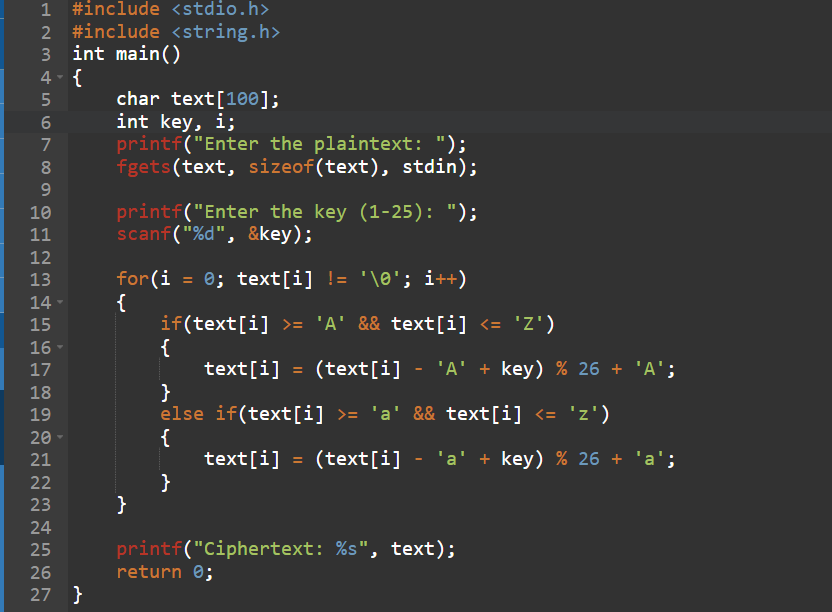 1 #include <stdio.h>
2 #include <string.h>
3 int main()
4 {
5     char text[100];
6     int key, i;
7     printf("Enter the plaintext: ");
8     fgets(text, sizeof(text), stdin);
9
10     printf("Enter the key (1-25): ");
11     scanf("%d", &key);
12
13     for(i = 0; text[i] != '\0'; i++)
14     {
15         if(text[i] >= 'A' && text[i] <= 'Z')
16         {
17             text[i] = (text[i] - 'A' + key) % 26 + 'A';
18         }
19         else if(text[i] >= 'a' && text[i] <= 'z')
20         {
21             text[i] = (text[i] - 'a' + key) % 26 + 'a';
22         }
23     }
24
25     printf("Ciphertext: %s", text);
26     return 0;
27 }